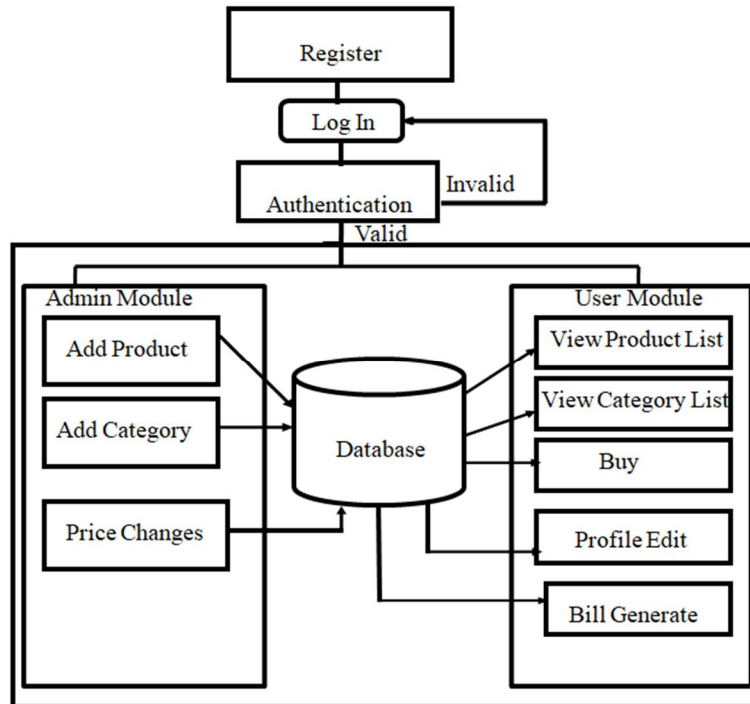 Register
Log In
Authentication
Invalid
Valid
Admin Module
Add Product
Add Category
Price Changes
Database
User Module
View Product List
View Category List
Buy
Profile Edit
Bill Generate